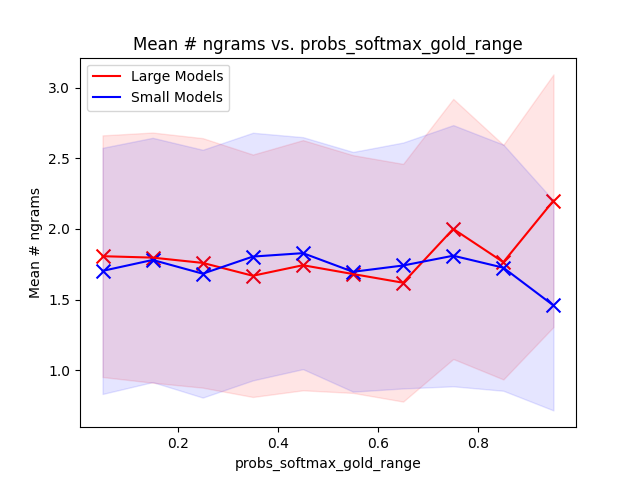 Mean # ngrams vs. probs_softmax_gold_range
Large Models
Small Models
Mean # ngrams
3.0
2.5
2.0
1.5
1.0
0.2
0.4
0.6
0.8
probs_softmax_gold_range